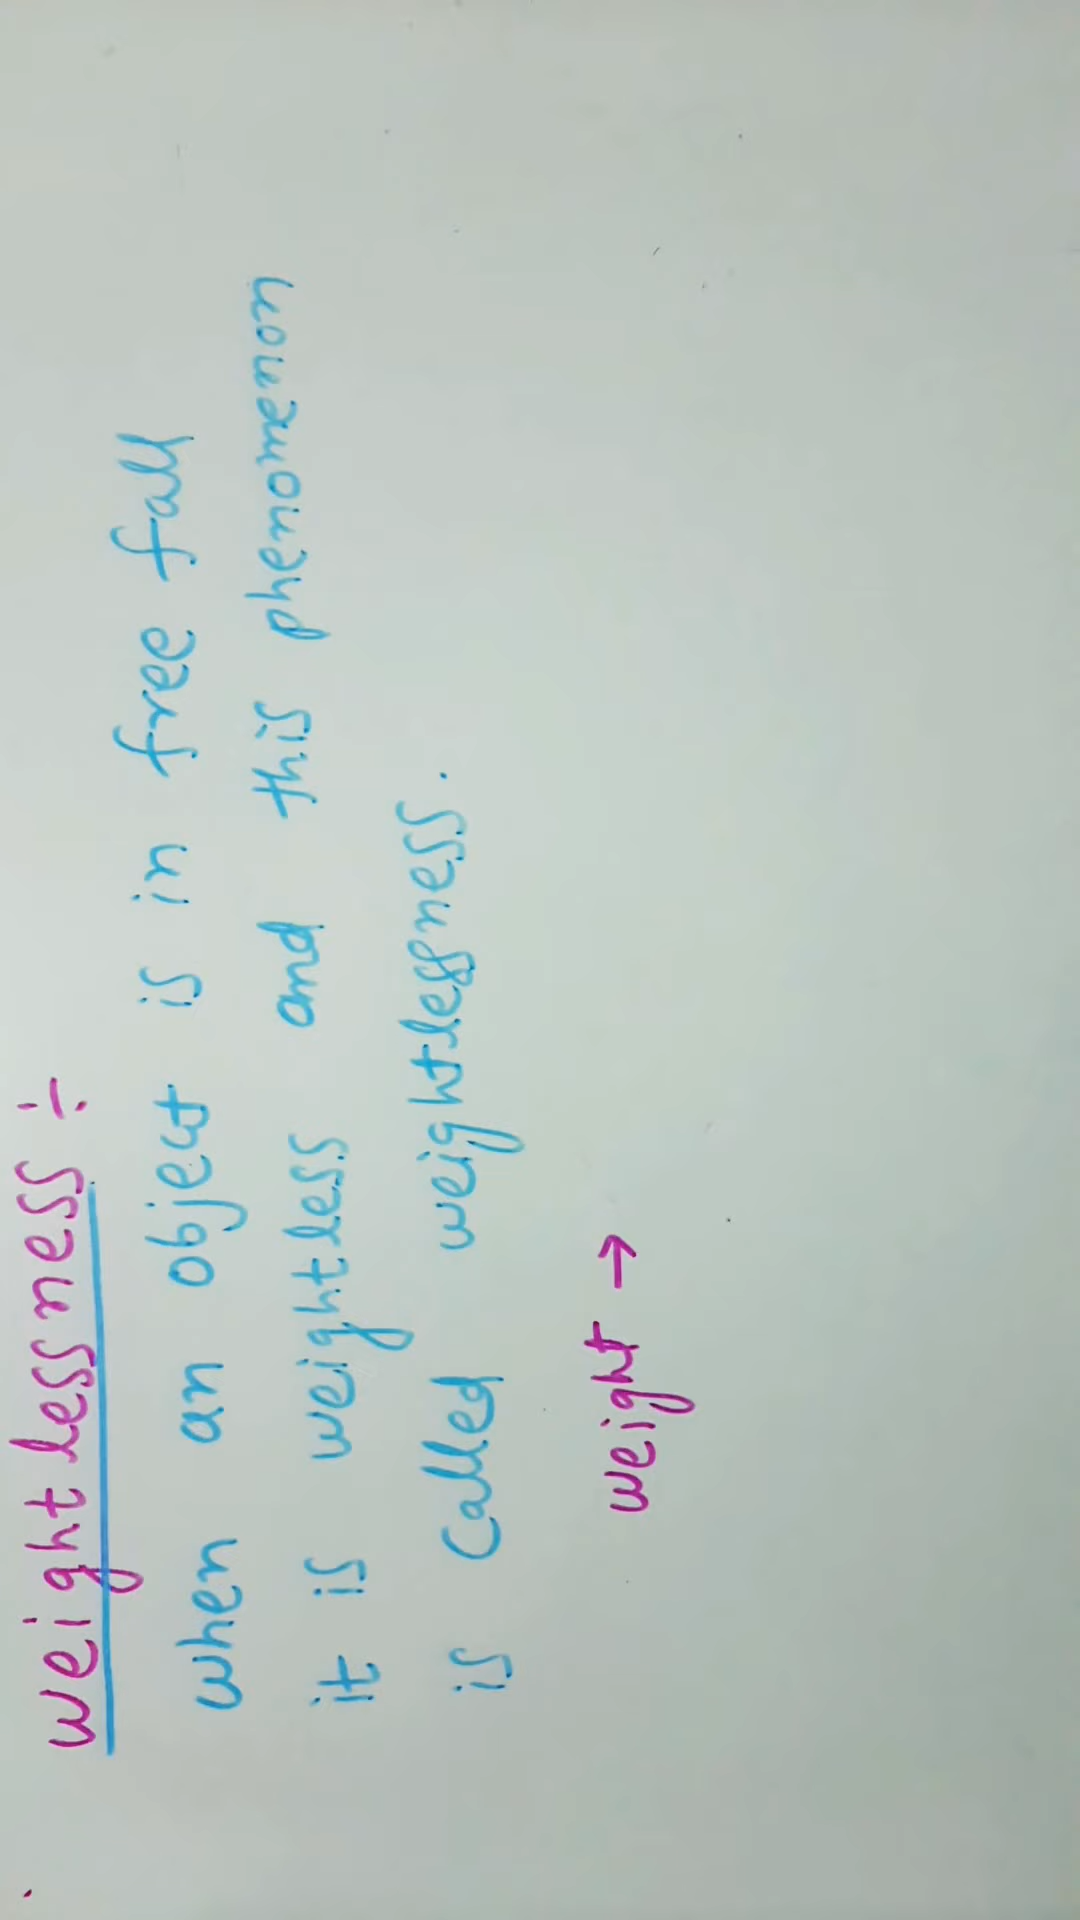 weightlessness ÷
when an object is in free fall
it is weightless and this phenomenon
is called weightlessness.
weight →